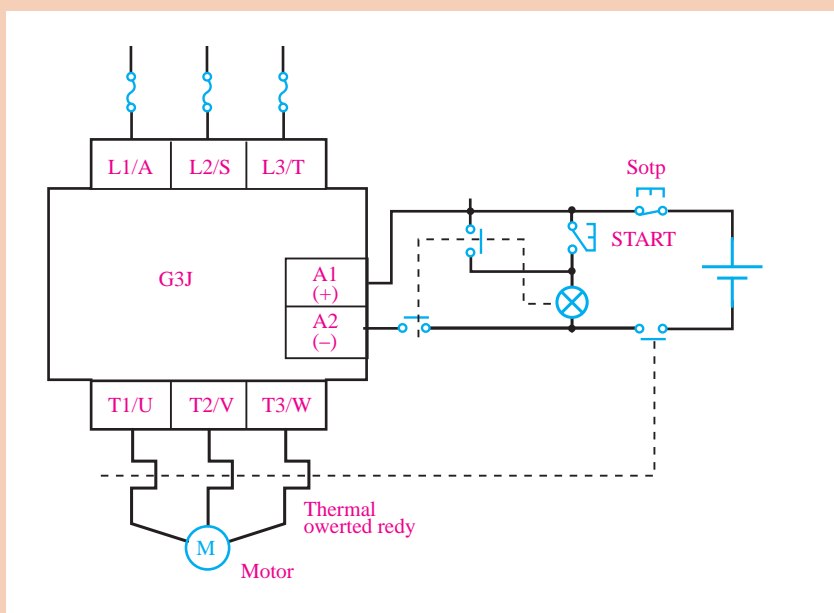 L1/A L2/S L3/T
Sotp
START
G3J
A1
(+)
A2
(–)
T1/U T2/V T3/W
Thermal
owerted redy
M
Motor